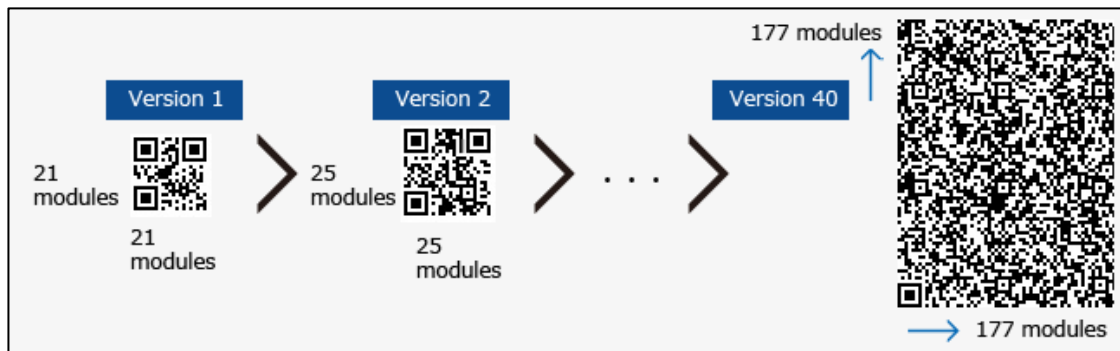 177 modules
Version 1
Version 2
Version 40
21
modules
25
modules
. . .
21
modules
25
modules
177 modules